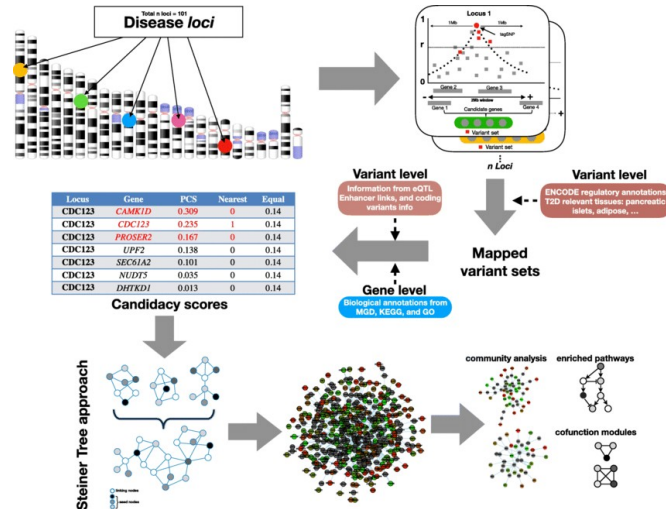 Total n loci = 101
Disease loci
Locus 1
1Mb
1Mb
tagSNP
1
r
0
Gene 2
Gene 3
-
+
Gene 1
Gene 4
Candidate genes
Variant set
Variant set
n Loci
Variant level
Information from eQTL
Enhancer links, and coding
variants info
Variant level
ENCODE regulatory annotations
T2D relevant tissues: pancreatic
islets, adipose, ...
Mapped
variant sets
Gene level
Biological annotations from
MGD, KEGG, and GO
Locus Gene PCS Nearest Equal
CDC123 CAMK1D 0.309 0 0.14
CDC123 CDC123 0.235 1 0.14
CDC123 PROSER2 0.167 0 0.14
CDC123 UPF2 0.138 0 0.14
CDC123 SEC61A2 0.101 0 0.14
CDC123 NUDT5 0.035 0 0.14
CDC123 DHTKD1 0.013 0 0.14
Candidacy scores
Steiner Tree approach
linking nodes
seed nodes
community analysis
enriched pathways
cofunction modules